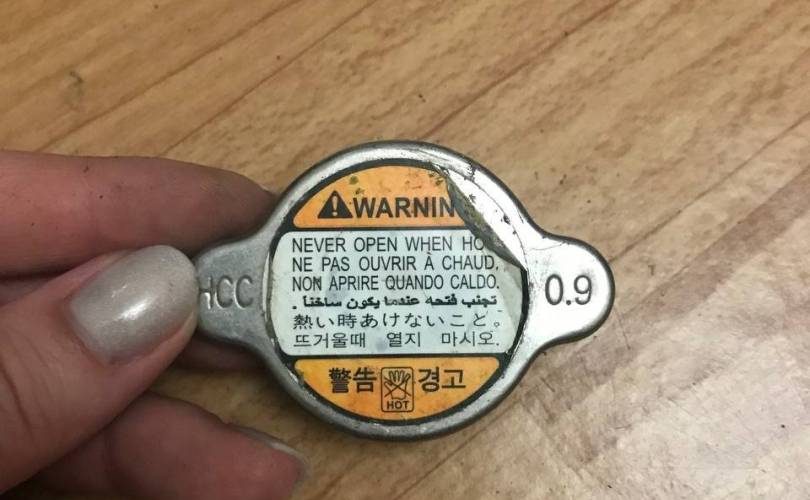 WARNIN
NEVER OPEN WHEN HO
NE PAS OUVRIR À CHAUD,
NON APRIRE QUANDO CALDO.
تجنب فتحه عندما يكون ساخنا .
熱い時あけないこと。
뜨거울때 열지 마시오.
警告 HOT 경고
HCC
0.9